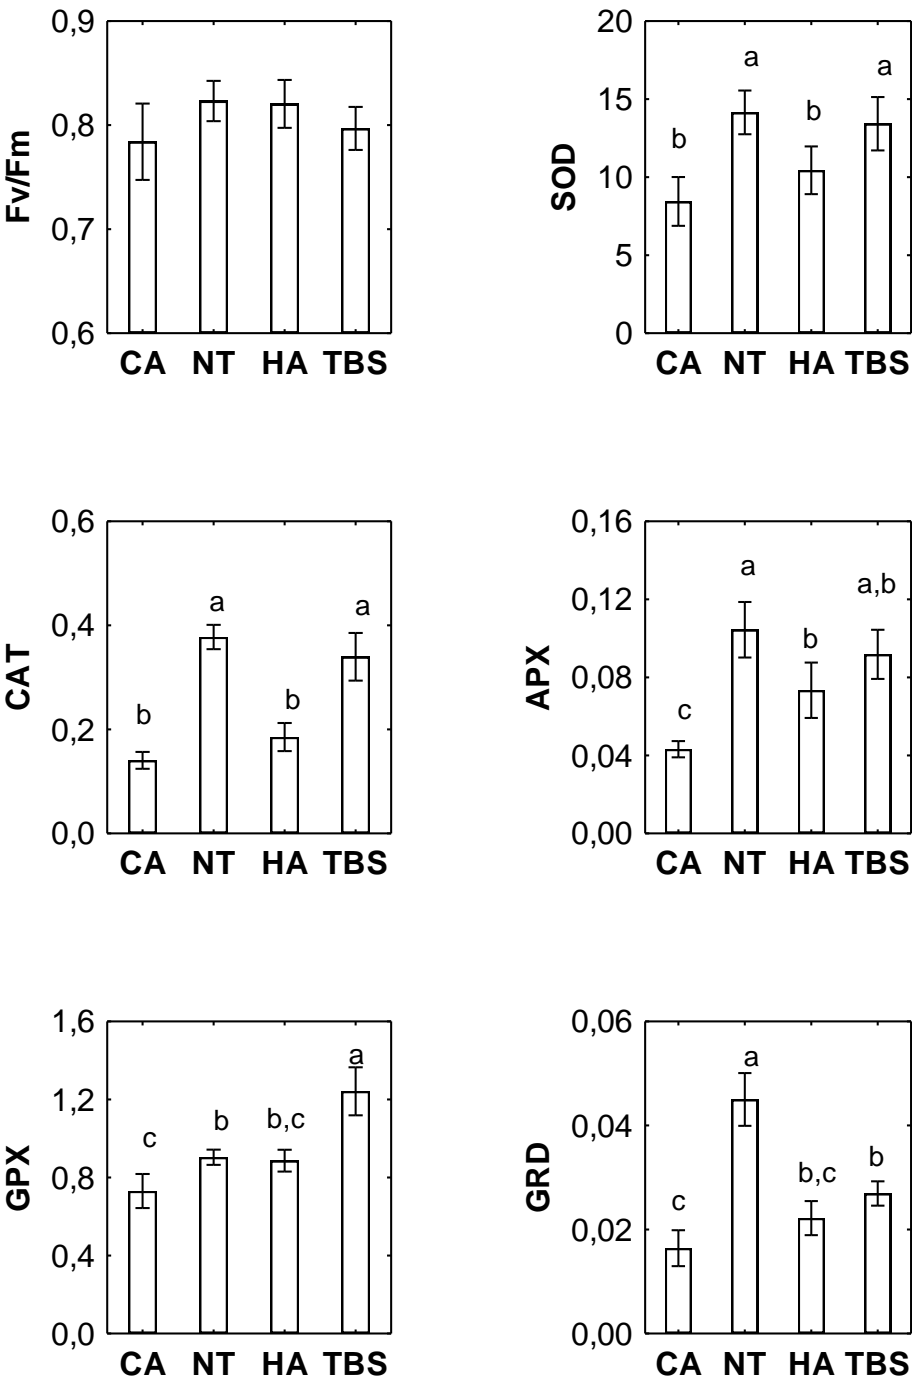 Fv/Fm
0,9
0,8
0,7
0,6
CA NT HA TBS
SOD
20
15
10
5
0
b
a
b
a
CA NT HA TBS
CAT
0,6
0,4
0,2
0,0
b
a
b
a
CA NT HA TBS
APX
0,16
0,12
0,08
0,04
0,00
c
a
b
a,b
CA NT HA TBS
GPX
1,6
1,2
0,8
0,4
0,0
c
b
b,c
a
CA NT HA TBS
GRD
0,06
0,04
0,02
0,00
c
a
b,c
b
CA NT HA TBS